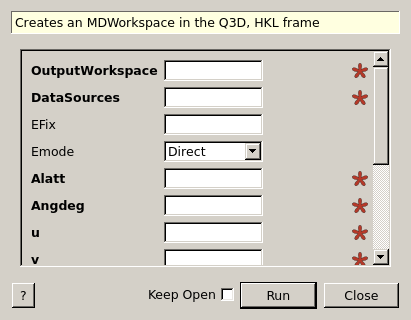 Creates an MDWorkspace in the Q3D, HKL frame
OutputWorkspace
DataSources
EFix
Emode Direct
Alatt
Angdeg
u
v
? Keep Open Run Close